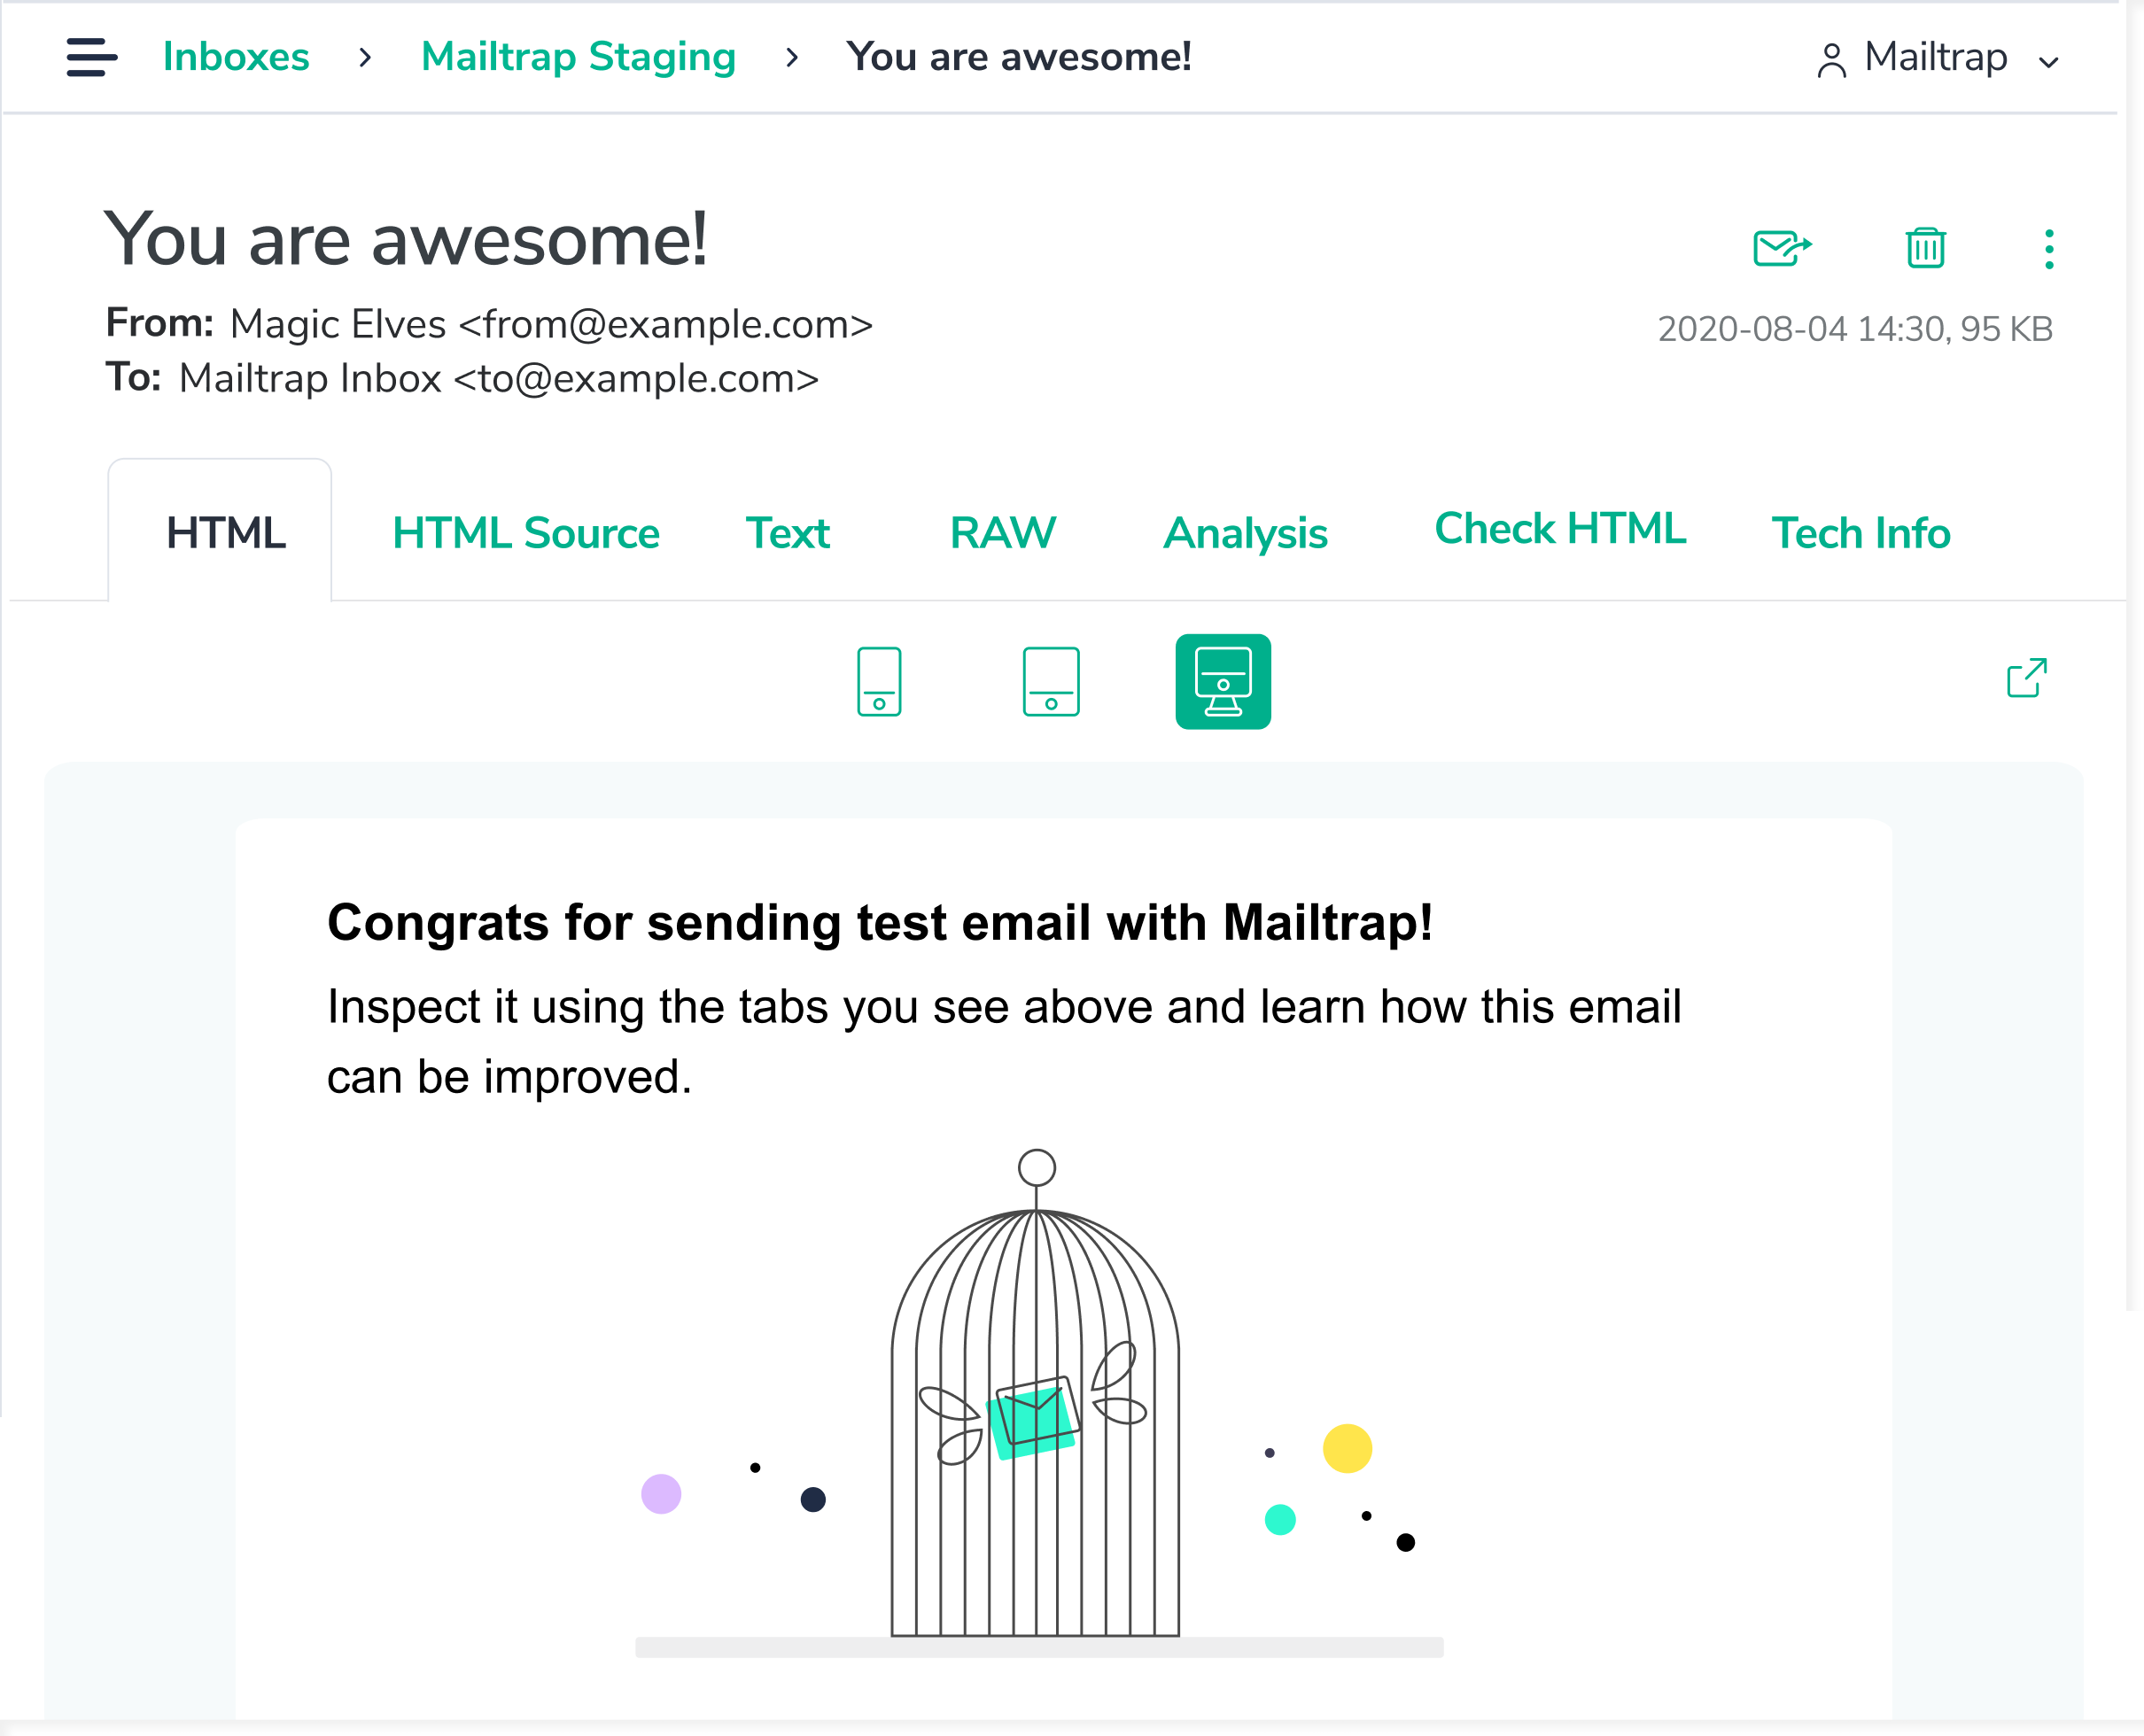 Inboxes > Mailtrap Staging > You are awesome! Mailtrap
You are awesome!
From: Magic Elves <from@example.com>
2020-08-04 14:30, 95 KB
To: Mailtrap Inbox <to@example.com>
HTML HTML Source Text RAW Analysis Check HTML Tech Info
Congrats for sending test email with Mailtrap!
Inspect it using the tabs you see above and learn how this email
can be improved.